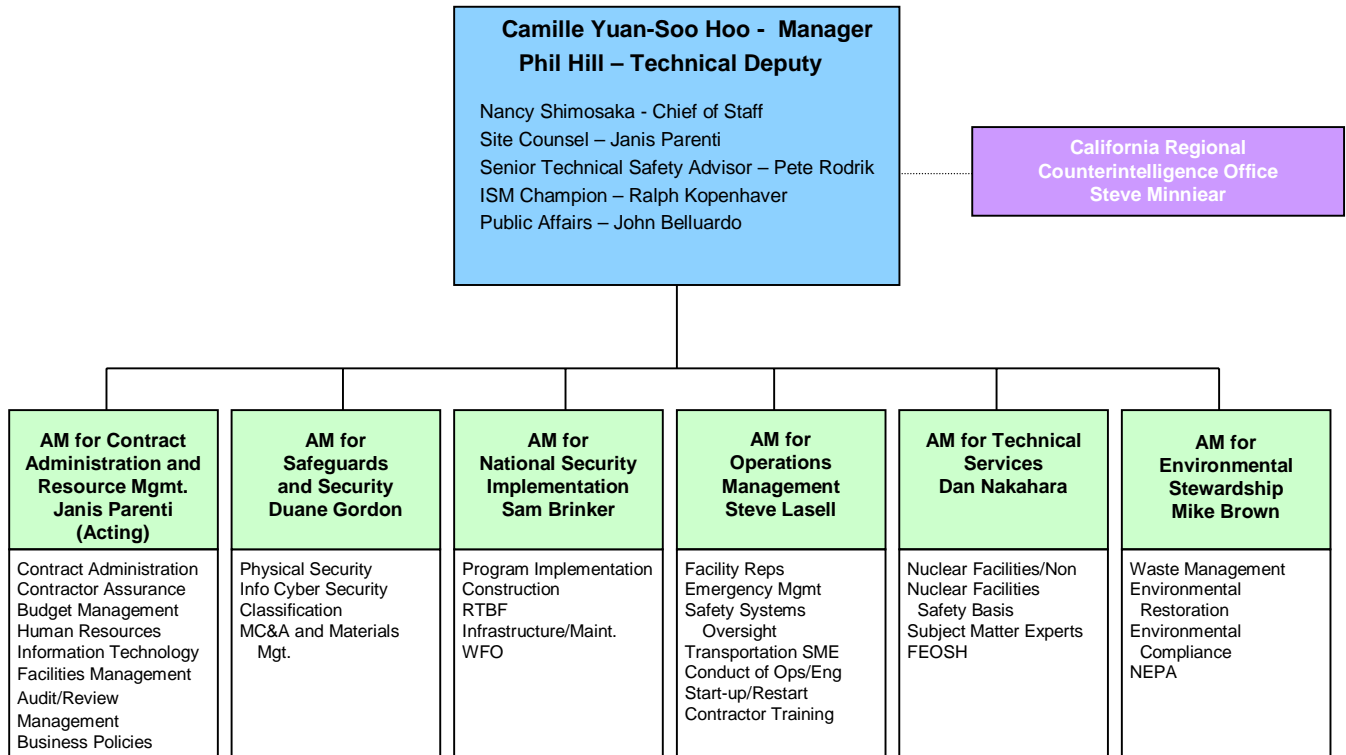 Camille Yuan-Soo Hoo - Manager
Phil Hill – Technical Deputy
Nancy Shimosaka - Chief of Staff
Site Counsel – Janis Parenti
Senior Technical Safety Advisor – Pete Rodrik
ISM Champion – Ralph Kopenhaver
Public Affairs – John Belluardo
California Regional
Counterintelligence Office
Steve Minniear
AM for Contract
Administration and
Resource Mgmt.
Janis Parenti
(Acting)
Contract Administration
Contractor Assurance
Budget Management
Human Resources
Information Technology
Facilities Management
Audit/Review
Management
Business Policies
AM for
Safeguards
and Security
Duane Gordon
Physical Security
Info Cyber Security
Classification
MC&A and Materials
Mgt.
AM for
National Security
Implementation
Sam Brinker
Program Implementation
Construction
RTBF
Infrastructure/Maint.
WFO
AM for
Operations
Management
Steve Lasell
Facility Reps
Emergency Mgmt
Safety Systems
Oversight
Transportation SME
Conduct of Ops/Eng
Start-up/Restart
Contractor Training
AM for Technical
Services
Dan Nakahara
Nuclear Facilities/Non
Nuclear Facilities
Safety Basis
Subject Matter Experts
FEOSH
AM for
Environmental
Stewardship
Mike Brown
Waste Management
Environmental
Restoration
Environmental
Compliance
NEPA